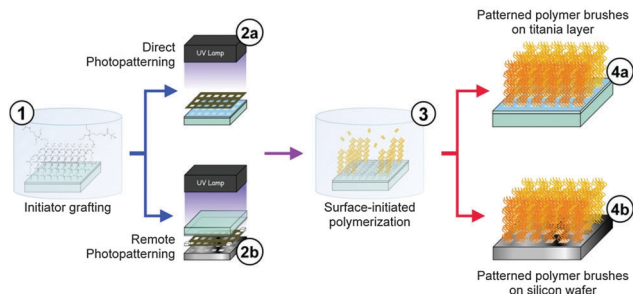 Direct
Photopatterning
2a
UV Lamp
Patterned polymer brushes
on titania layer
4a
1
Initiator grafting
3
Surface-initiated
polymerization
UV Lamp
Remote
Photopatterning
2b
4b
Patterned polymer brushes
on silicon wafer